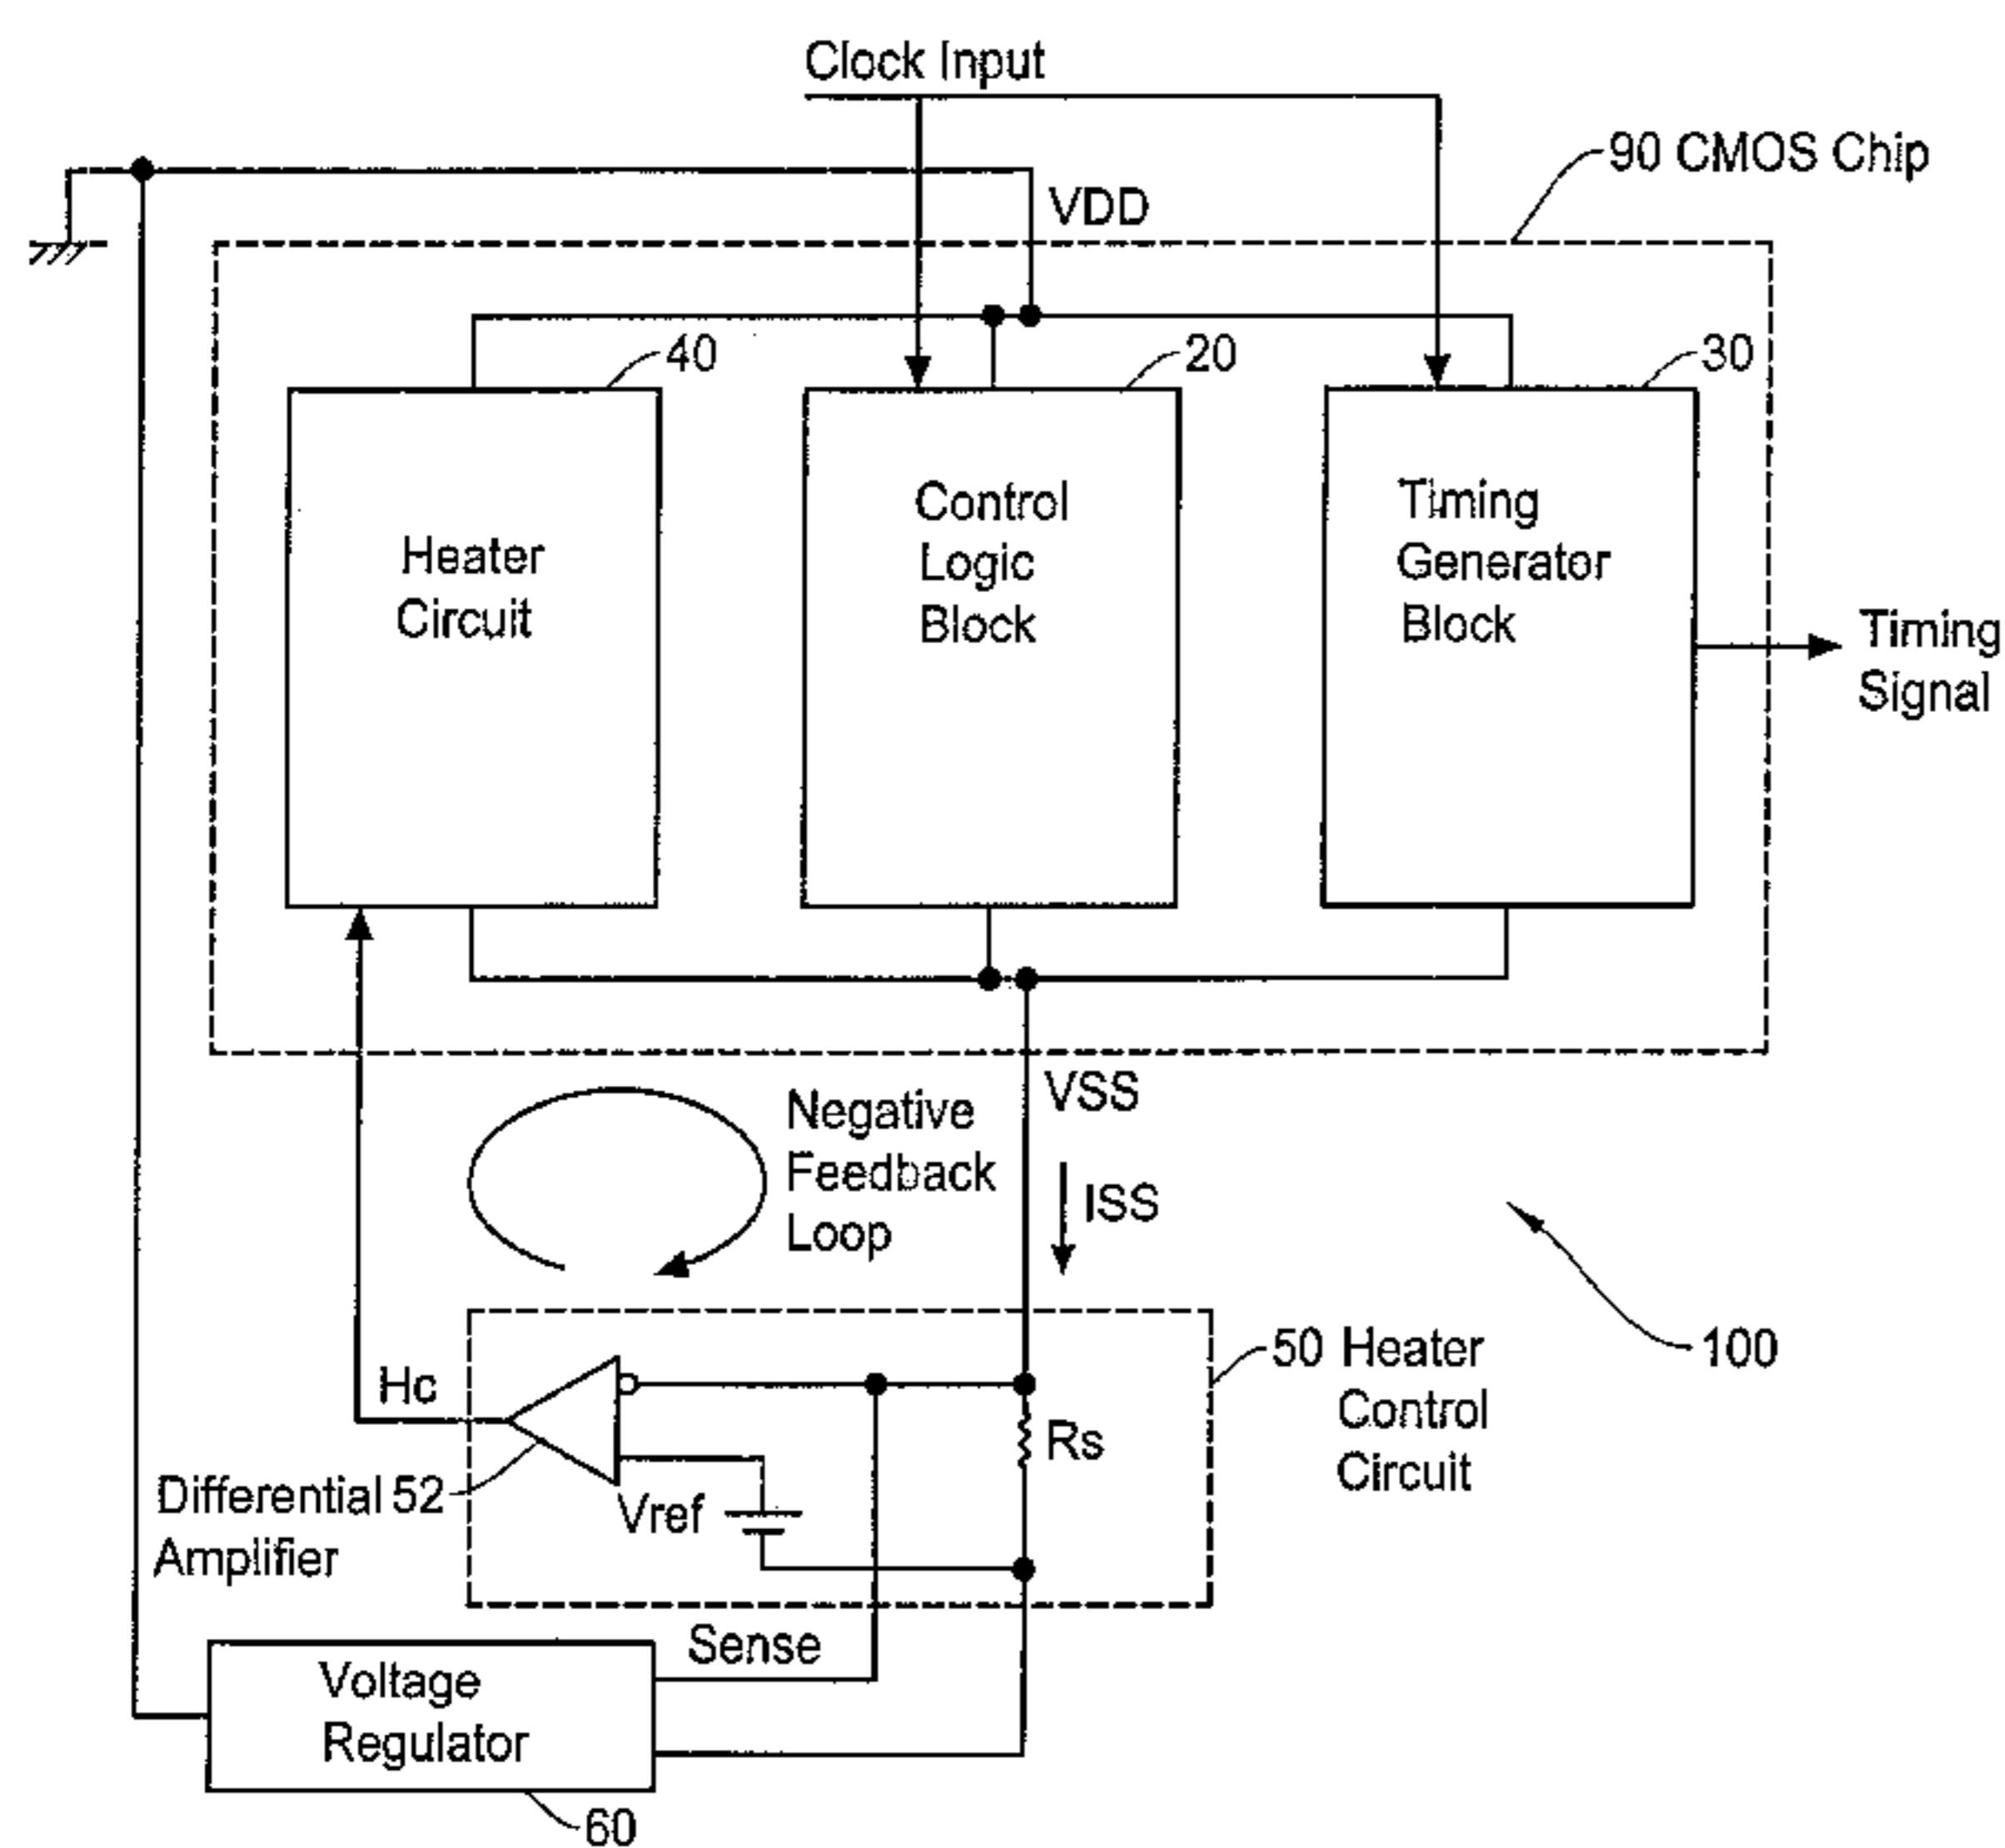 Clock Input
90 CMOS Chip
VDD
40
20
30
Heater
Circuit
Control
Logic
Block
Timing
Generator
Block
Timing
Signal
VSS
Negative
Feedback
Loop
ISS
100
50 Heater
Control
Circuit
Hc
Rs
Differential 52
Amplifier
Vref
Sense
Voltage
Regulator
60